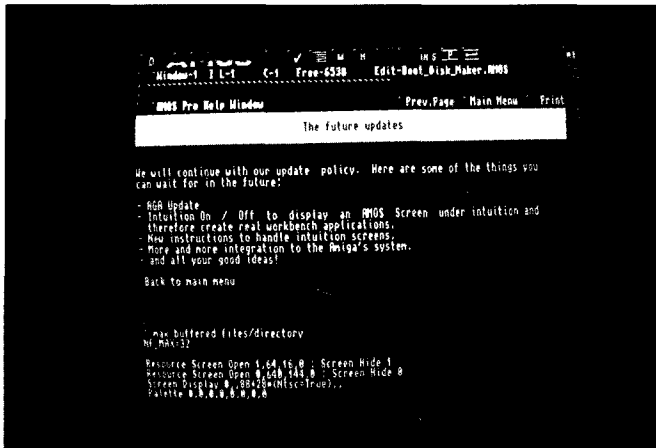 AMOS
Window-1 I L-1 C-1 Free-6538 Edit-Boot_Disk_Maker.AMOS
AMOS Pro Help Window Prev.Page Main Menu Print
The future updates
We will continue with our update policy. Here are some of the things you
can wait for in the future:
- AGA Update
- Intuition On / Off to display an AMOS Screen under intuition and
therefore create real workbench applications.
- New instructions to handle intuition screens.
- More and more integration to the Amiga's system.
- and all your good ideas!
Back to main menu
' max buffered files/directory
NF_MAX=32
Resource Screen Open 1,64,16,0 : Screen Hide 1
Resource Screen Open 0,640,144,0 : Screen Hide 0
Screen Display 0,,88+28*(Ntsc=True),,
Palette 0,0,0,0,0,0,0